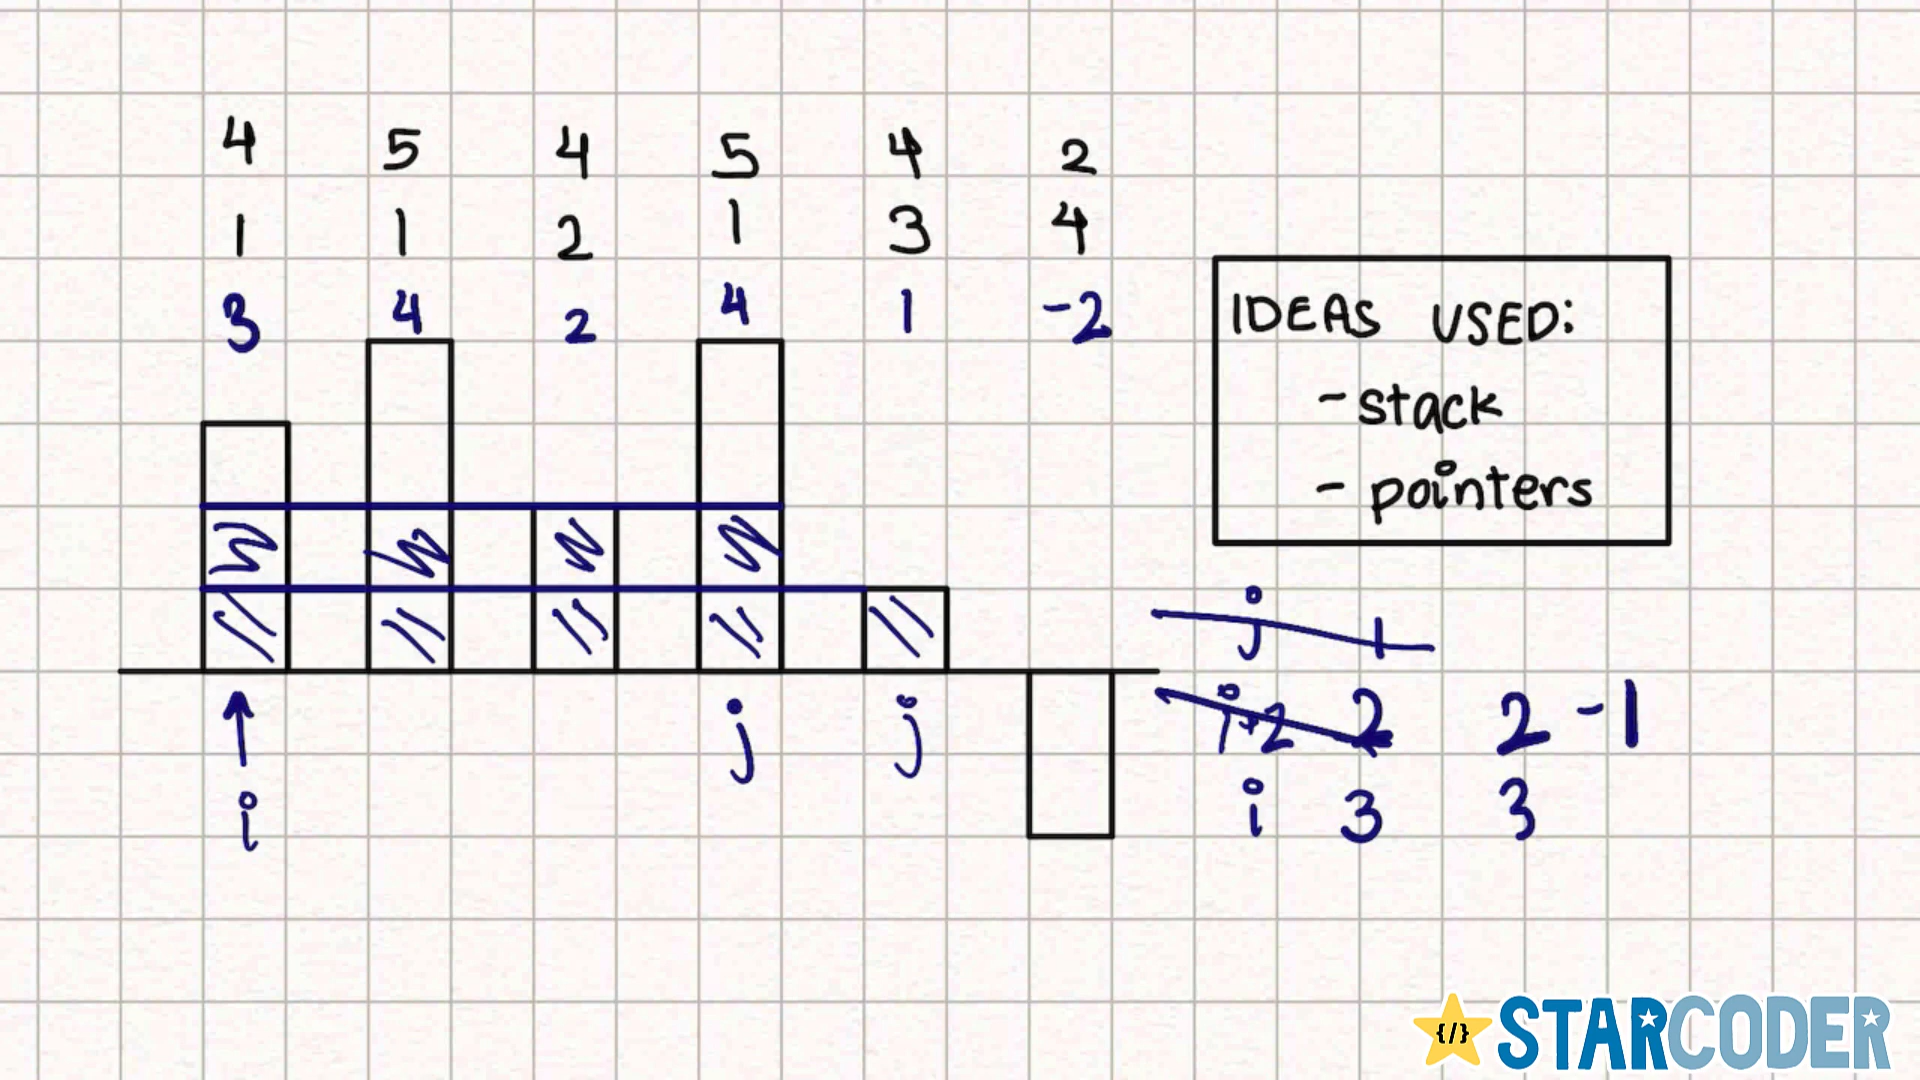 4 5 4 5 4 2
1 1 2 1 3 4
3 4 2 4 1 -2
IDEAS USED:
- stack
- pointers
j 1
i+2 2 2 -1
j j
i
i 3 3
{/} STARCODER